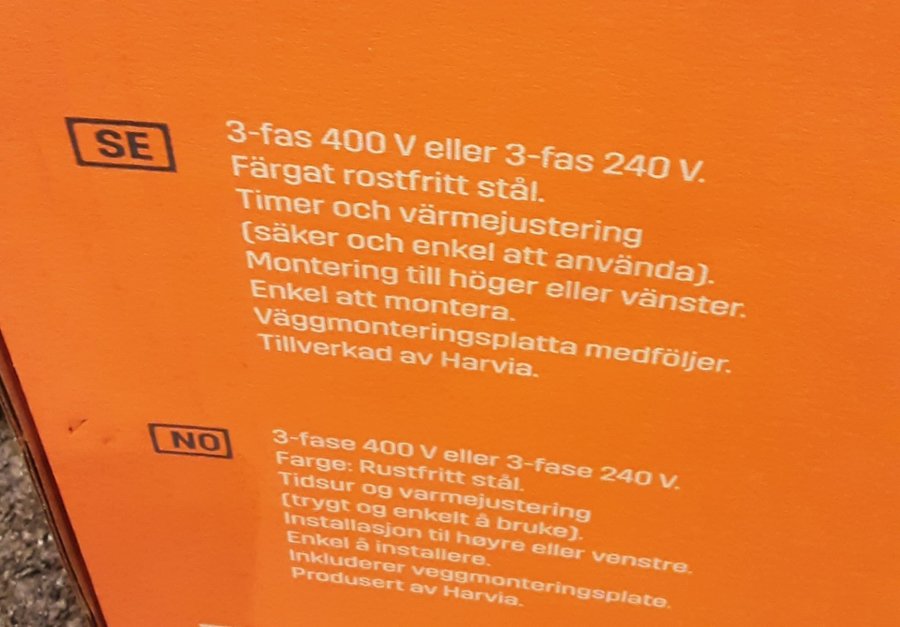 SE
3-fas 400 V eller 3-fas 240 V.
Färgat rostfritt stål.
Timer och värmejustering
(säker och enkel att använda).
Montering till höger eller vänster.
Enkel att montera.
Väggmonteringsplatta medföljer.
Tillverkad av Harvia.
NO
3-fase 400 V eller 3-fase 240 V.
Farge: Rustfritt stål.
Tidsur og varmejustering
(trygt og enkelt å bruke).
Installasjon til høyre eller venstre.
Enkel å installere.
Inkluderer veggmonteringsplate.
Produsert av Harvia.